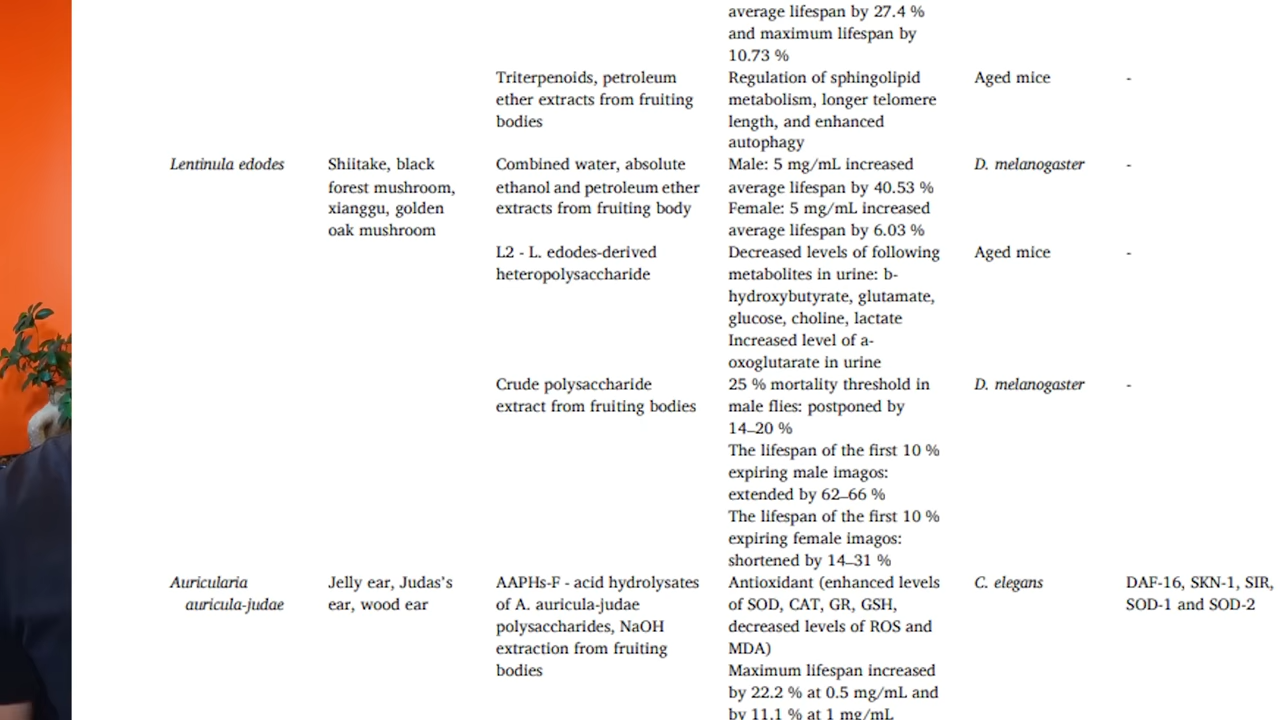 average lifespan by 27.4 %
and maximum lifespan by
10.73 %
Triterpenoids, petroleum
ether extracts from fruiting
bodies
Regulation of sphingolipid
metabolism, longer telomere
length, and enhanced
autophagy
Aged mice
-
Lentinula edodes
Shiitake, black
forest mushroom,
xianggu, golden
oak mushroom
Combined water, absolute
ethanol and petroleum ether
extracts from fruiting body
Male: 5 mg/mL increased
average lifespan by 40.53 %
Female: 5 mg/mL increased
average lifespan by 6.03 %
D. melanogaster
-
L2 - L. edodes-derived
heteropolysaccharide
Decreased levels of following
metabolites in urine: b-
hydroxybutyrate, glutamate,
glucose, choline, lactate
Increased level of a-
oxoglutarate in urine
Aged mice
-
Crude polysaccharide
extract from fruiting bodies
25 % mortality threshold in
male flies: postponed by
14–20 %
The lifespan of the first 10 %
expiring male imagos:
extended by 62–66 %
The lifespan of the first 10 %
expiring female imagos:
shortened by 14–31 %
D. melanogaster
-
Auricularia
auricula-judae
Jelly ear, Judas's
ear, wood ear
AAPHs-F - acid hydrolysates
of A. auricula-judae
polysaccharides, NaOH
extraction from fruiting
bodies
Antioxidant (enhanced levels
of SOD, CAT, GR, GSH,
decreased levels of ROS and
MDA)
Maximum lifespan increased
by 22.2 % at 0.5 mg/mL and
by 11.1 % at 1 mg/mL
C. elegans
DAF-16, SKN-1, SIR,
SOD-1 and SOD-2